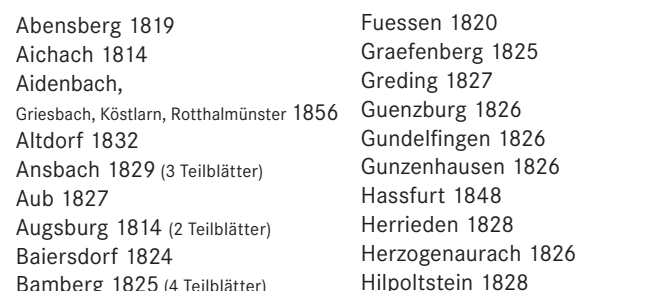 Abensberg 1819
Aichach 1814
Aidenbach,
Griesbach, Köstlarn, Rotthalmünster 1856
Altdorf 1832
Ansbach 1829 (3 Teilblätter)
Aub 1827
Augsburg 1814 (2 Teilblätter)
Baiersdorf 1824
Bamberg 1825 (4 Teilblätter)
Fuessen 1820
Graefenberg 1825
Greding 1827
Guenzburg 1826
Gundelfingen 1826
Gunzenhausen 1826
Hassfurt 1848
Herrieden 1828
Herzogenaurach 1826
Hilpoltstein 1828